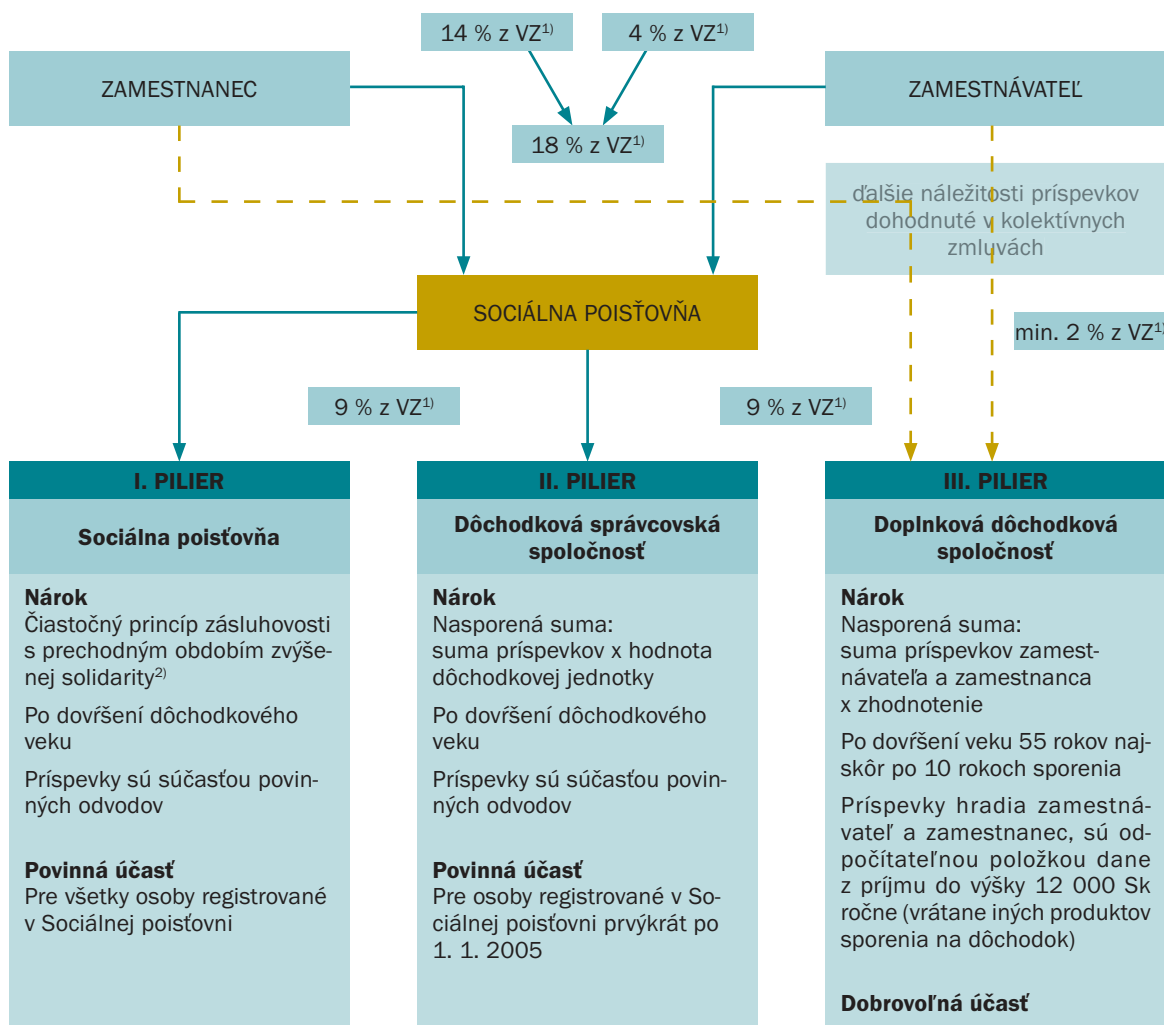 14 % z VZ1)
4 % z VZ1)
ZAMESTNANEC
ZAMESTNÁVATEĽ
18 % z VZ1)
ďalšie náležitosti príspevkov
dohodnuté v kolektívnych
zmluvách
SOCIÁLNA POISŤOVŇA
min. 2 % z VZ1)
9 % z VZ1)
9 % z VZ1)
I. PILIER
Sociálna poisťovňa
Nárok
Čiastočný princíp zásluhovosti
s prechodným obdobím zvýše-
nej solidarity2)
Po dovŕšení dôchodkového
veku
Príspevky sú súčasťou povin-
ných odvodov
Povinná účasť
Pre všetky osoby registrované
v Sociálnej poisťovni
II. PILIER
Dôchodková správcovská
spoločnosť
Nárok
Nasporená suma:
suma príspevkov x hodnota
dôchodkovej jednotky
Po dovŕšení dôchodkového
veku
Príspevky sú súčasťou povin-
ných odvodov
Povinná účasť
Pre osoby registrované v So-
ciálnej poisťovni prvýkrát po
1. 1. 2005
III. PILIER
Doplnková dôchodková
spoločnosť
Nárok
Nasporená suma:
suma príspevkov zamest-
návateľa a zamestnanca
x zhodnotenie
Po dovŕšení veku 55 rokov naj-
skôr po 10 rokoch sporenia
Príspevky hradia zamestná-
vateľ a zamestnanec, sú od-
počítateľnou položkou dane
z príjmu do výšky 12 000 Sk
ročne (vrátane iných produktov
sporenia na dôchodok)
Dobrovoľná účasť